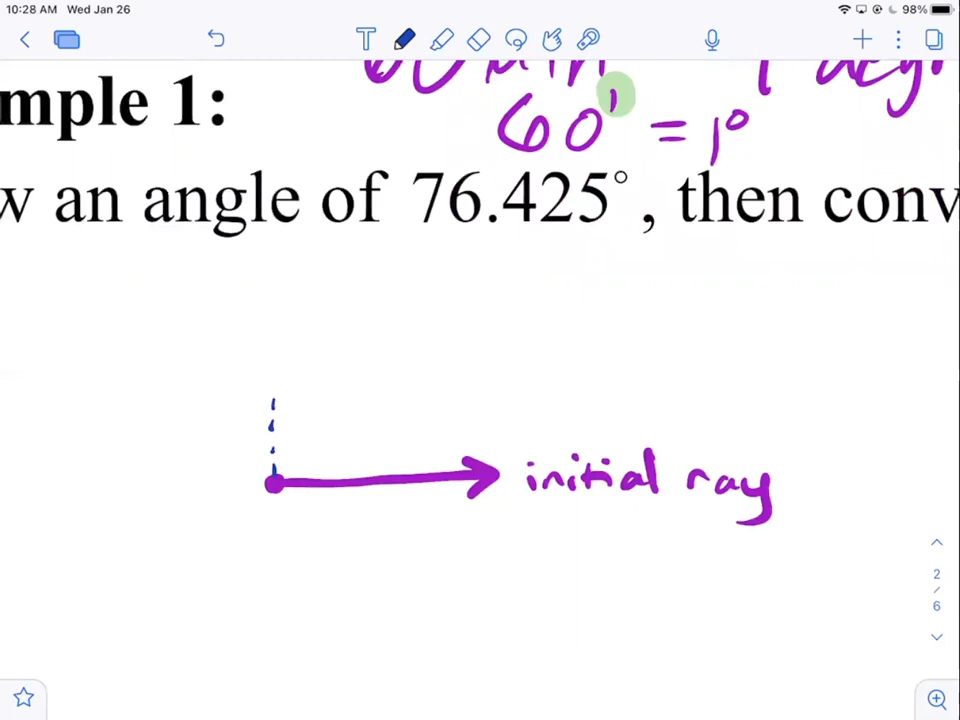 10:28 AM Wed Jan 26 98%
T
mple 1:
60' = 1°
w an angle of 76.425°, then conv
initial ray
2
/
6